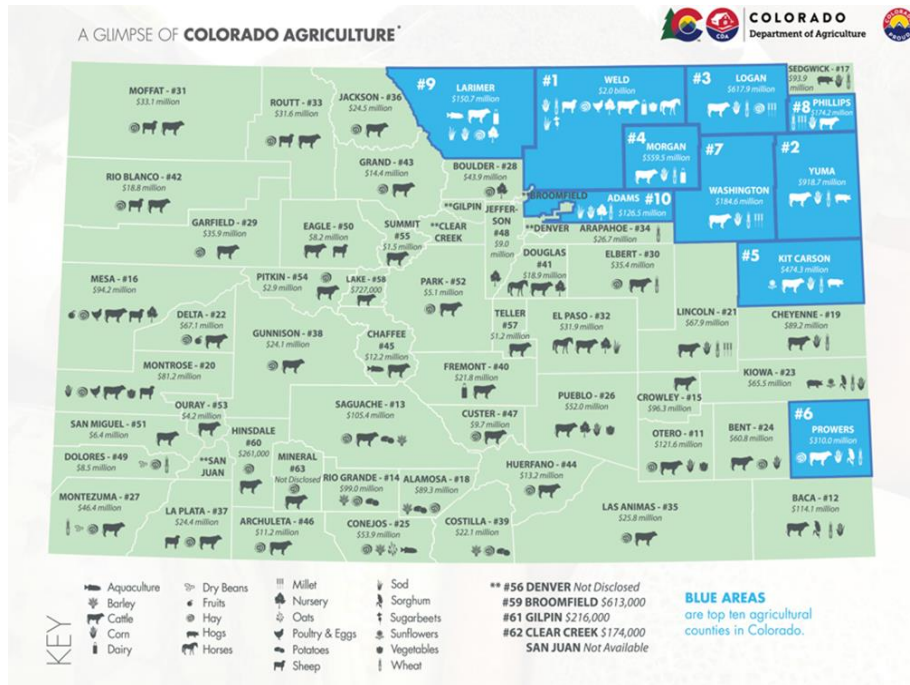 A GLIMPSE OF COLORADO AGRICULTURE*
COLORADO
Department of Agriculture
CDA
COLORADO
PROUD
MOFFAT - #31
$33.1 million
ROUTT - #33
$31.6 million
JACKSON - #36
$24.5 million
#9
LARIMER
$150.7 million
#1
WELD
$2.0 billion
#3
LOGAN
$617.9 million
SEDGWICK - #17
$93.9
million
#8 PHILLIPS
$174.2 million
#4
MORGAN
$559.5 million
#7
WASHINGTON
$184.6 million
#2
YUMA
$918.7 million
RIO BLANCO - #42
$18.8 million
GRAND - #43
$14.4 million
BOULDER - #28
$43.9 million
**BROOMFIELD
ADAMS #10
$126.5 million
GARFIELD - #29
$35.9 million
EAGLE - #50
$8.2 million
SUMMIT
#55
$1.5 million
**GILPIN
**CLEAR
CREEK
JEFFER-
SON
#48
$9.0
million
**DENVER
ARAPAHOE - #34
$26.7 million
DOUGLAS
#41
$18.9 million
ELBERT - #30
$35.4 million
#5
KIT CARSON
$474.3 million
MESA - #16
$94.2 million
PITKIN - #54
$2.9 million
LAKE - #58
$727,000
PARK - #52
$5.1 million
DELTA - #22
$67.1 million
GUNNISON - #38
$24.1 million
CHAFFEE
#45
$12.2 million
TELLER
#57
$1.2 million
EL PASO - #32
$31.9 million
LINCOLN - #21
$67.9 million
CHEYENNE - #19
$89.2 million
MONTROSE - #20
$81.2 million
FREMONT - #40
$21.8 million
KIOWA - #23
$65.5 million
OURAY - #53
$4.2 million
SAGUACHE - #13
$105.4 million
CUSTER - #47
$9.7 million
PUEBLO - #26
$52.0 million
CROWLEY - #15
$96.3 million
#6
PROWERS
$310.0 million
SAN MIGUEL - #51
$6.4 million
HINSDALE
#60
$261,000
OTERO - #11
$121.6 million
BENT - #24
$60.8 million
DOLORES - #49
$8.5 million
**SAN
JUAN
MINERAL
#63
Not Disclosed
RIO GRANDE - #14
$99.0 million
ALAMOSA - #18
$89.3 million
HUERFANO - #44
$13.2 million
MONTEZUMA - #27
$46.4 million
LA PLATA - #37
$24.4 million
ARCHULETA - #46
$11.2 million
CONEJOS - #25
$53.9 million
COSTILLA - #39
$22.1 million
LAS ANIMAS - #35
$25.8 million
BACA - #12
$114.1 million
KEY
Aquaculture
Barley
Cattle
Corn
Dairy
Dry Beans
Fruits
Hay
Hogs
Horses
Millet
Nursery
Oats
Poultry & Eggs
Potatoes
Sheep
Sod
Sorghum
Sugarbeets
Sunflowers
Vegetables
Wheat
** #56 DENVER Not Disclosed
#59 BROOMFIELD $613,000
#61 GILPIN $216,000
#62 CLEAR CREEK $174,000
SAN JUAN Not Available
BLUE AREAS
are top ten agricultural
counties in Colorado.